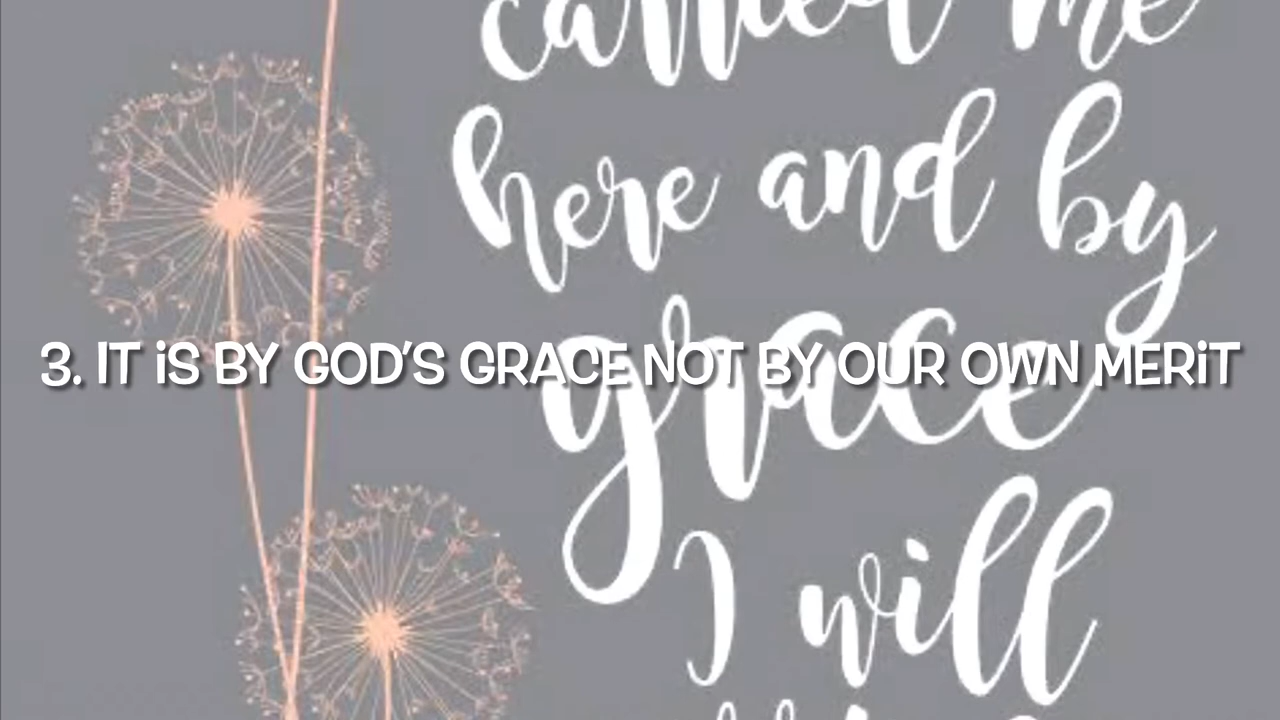 carried me
here and by
3. IT iS BY GOD'S GRACE NOT BY OUR OWN MERiT
grace
I will